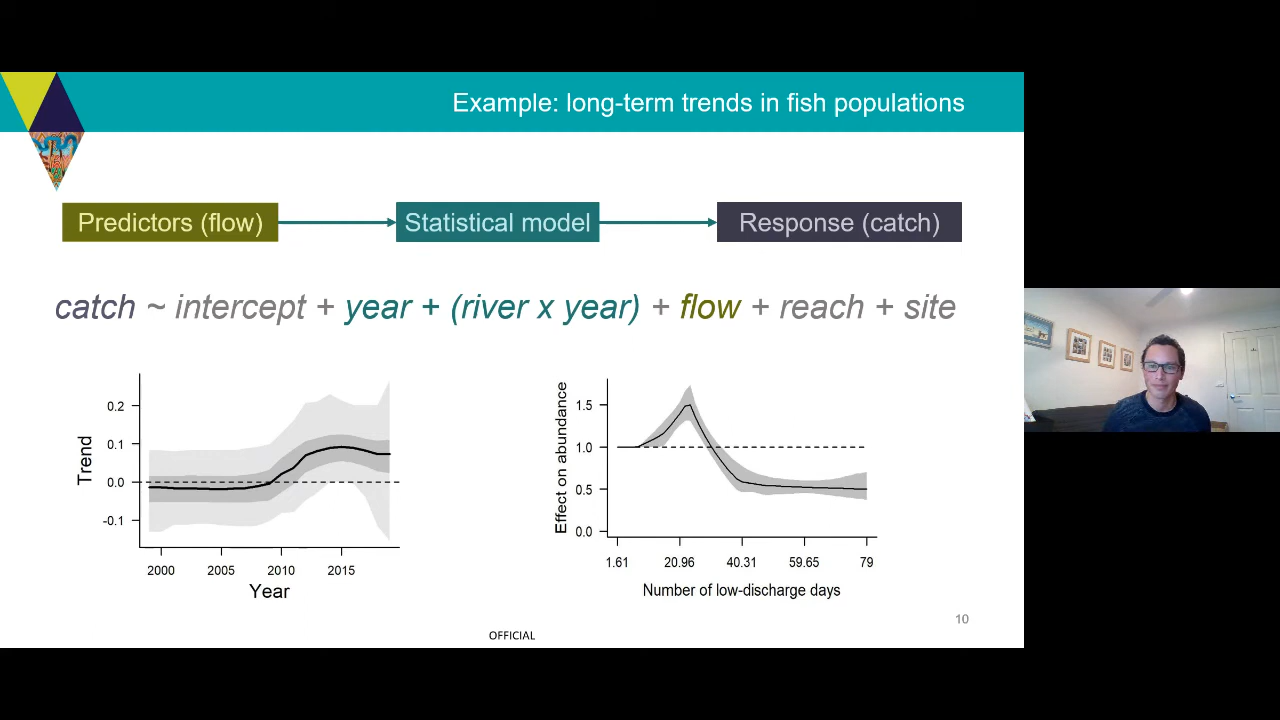 Example: long-term trends in fish populations
Predictors (flow)
Statistical model
Response (catch)
catch ~ intercept + year + (river x year) + flow + reach + site
Trend
0.2
0.1
0.0
-0.1
2000 2005 2010 2015
Year
Effect on abundance
1.5
1.0
0.5
0.0
1.61 20.96 40.31 59.65 79
Number of low-discharge days
10
OFFICIAL